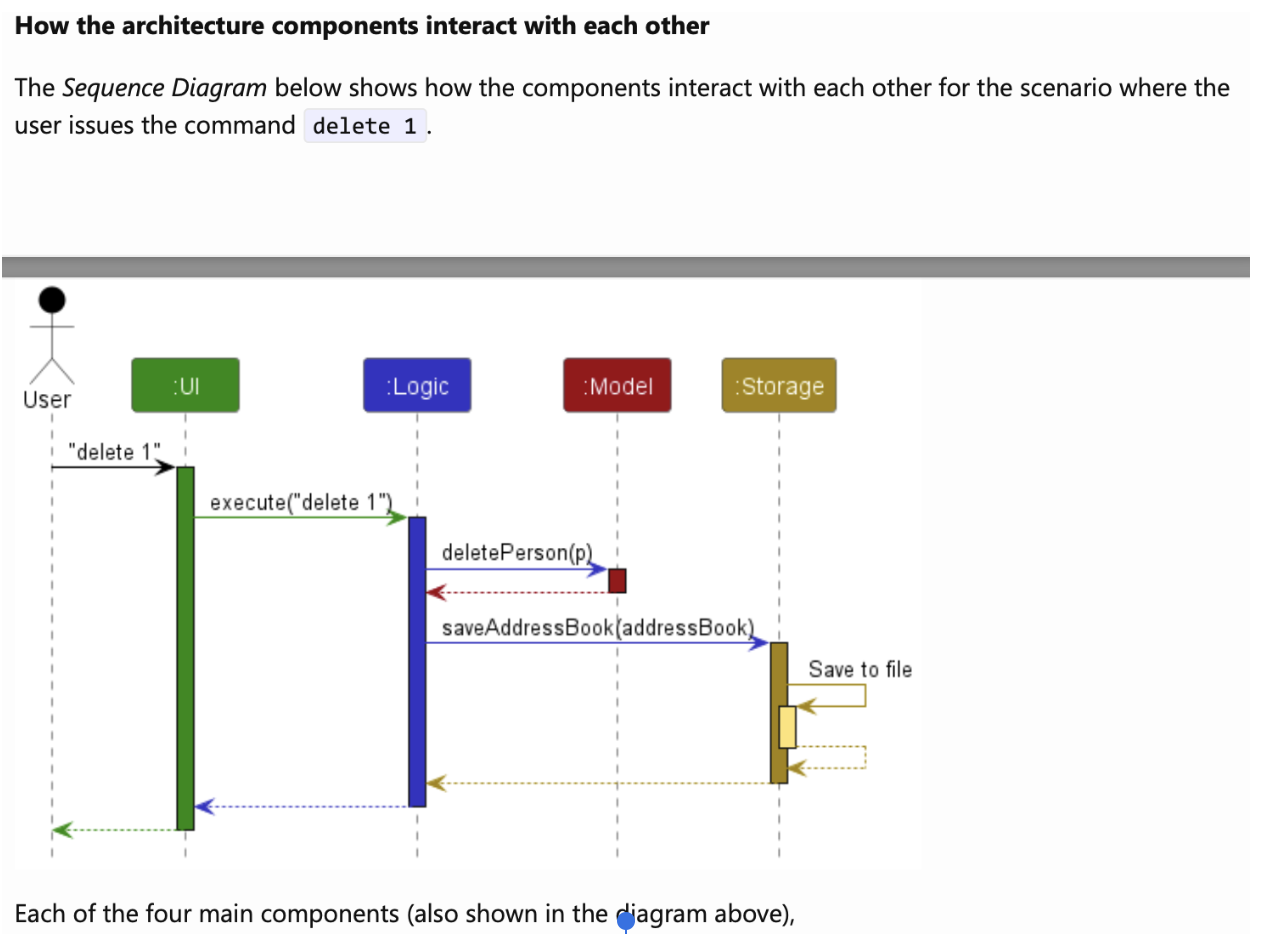 How the architecture components interact with each other
The Sequence Diagram below shows how the components interact with each other for the scenario where the
user issues the command delete 1 .
User
:UI
:Logic
:Model
:Storage
"delete 1"
execute("delete 1")
deletePerson(p)
saveAddressBook(addressBook)
Save to file
Each of the four main components (also shown in the diagram above),